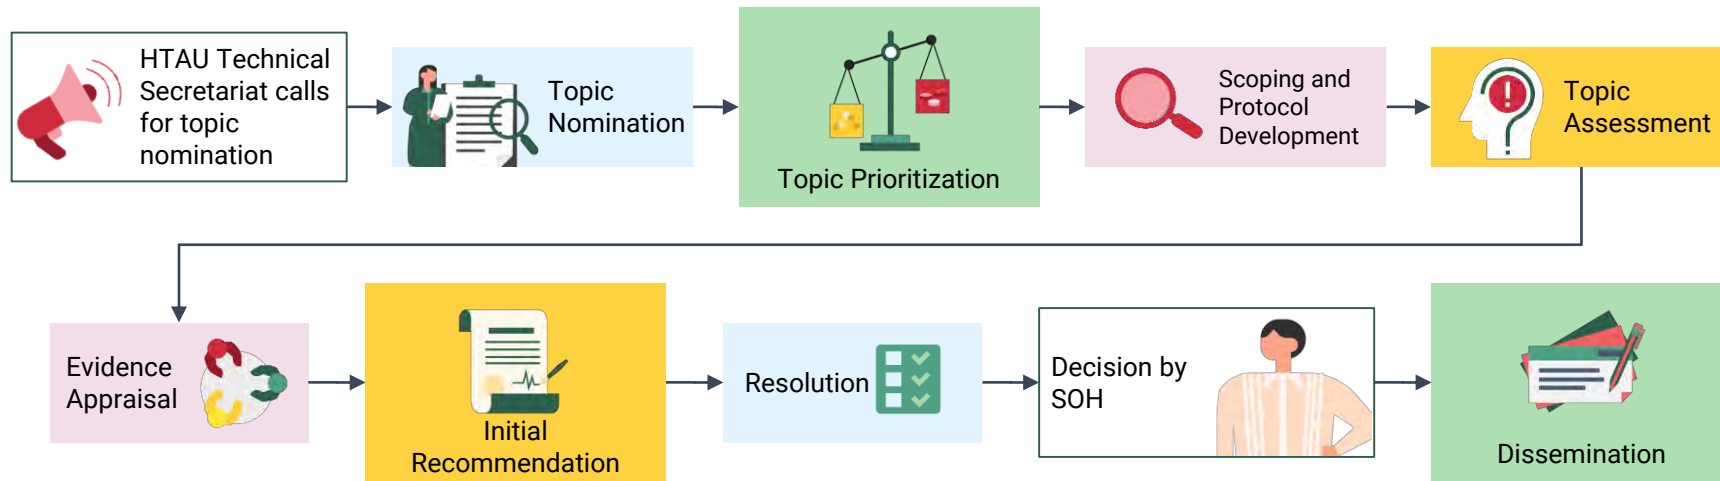 HTAU Technical
Secretariat calls
for topic
nomination
Topic
Nomination
Topic Prioritization
Scoping and
Protocol
Development
Topic
Assessment
Evidence
Appraisal
Initial
Recommendation
Resolution
Decision by
SOH
Dissemination